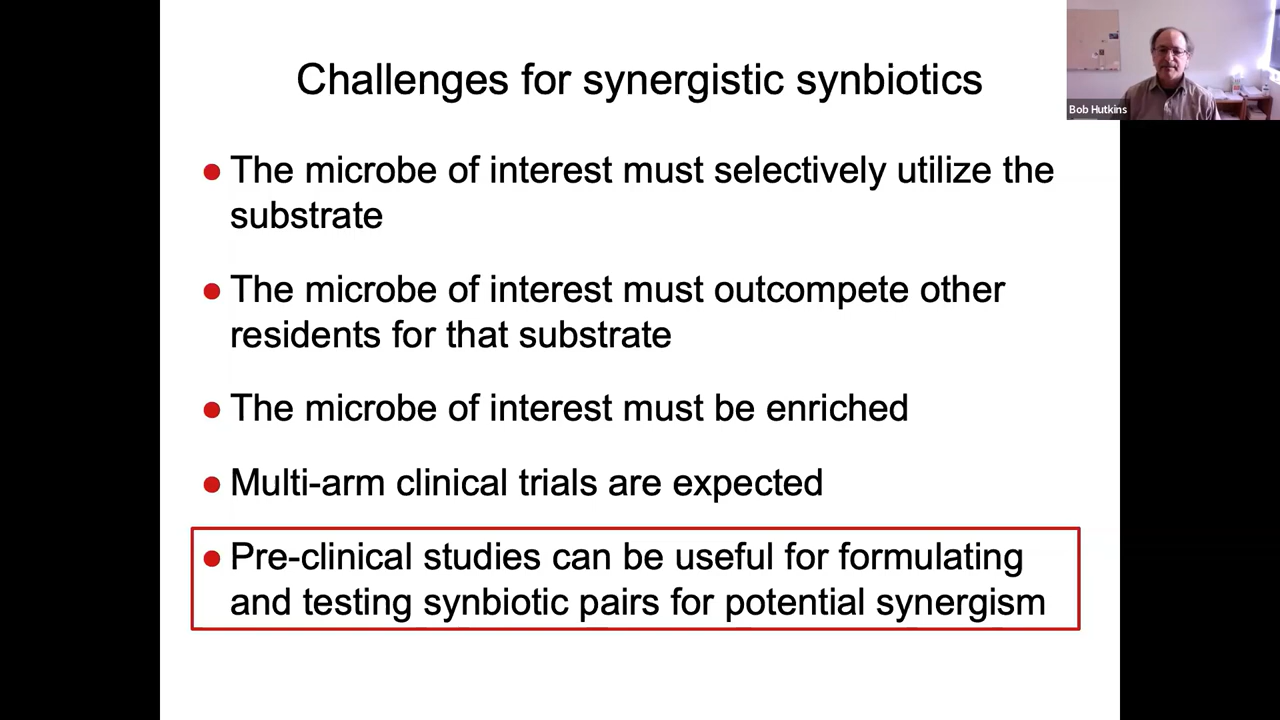 Challenges for synergistic synbiotics
Bob Hutkins
● The microbe of interest must selectively utilize the
substrate
● The microbe of interest must outcompete other
residents for that substrate
● The microbe of interest must be enriched
● Multi-arm clinical trials are expected
● Pre-clinical studies can be useful for formulating
and testing synbiotic pairs for potential synergism